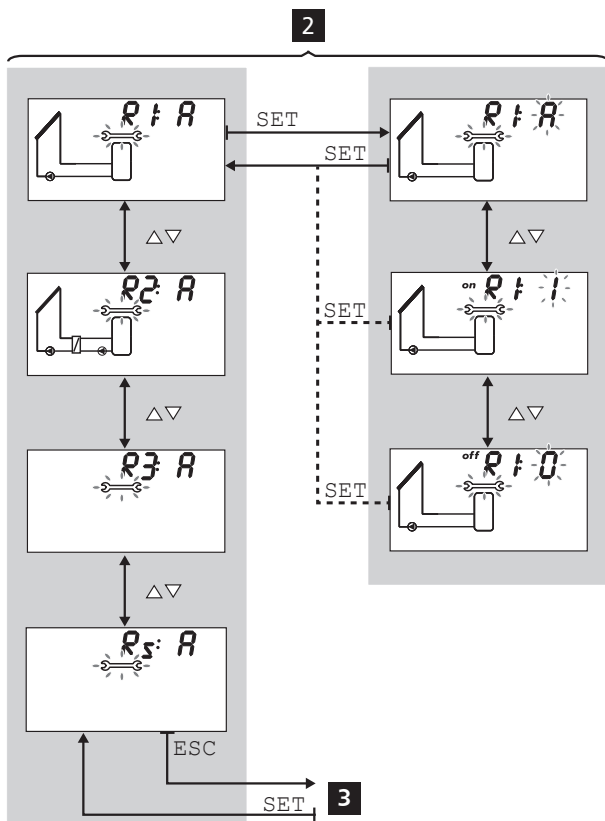 2
R1: A
SET
R1: A
SET
△▽
△▽
R2: A
on R1: 1
SET
△▽
△▽
R3: A
off R1: 0
SET
△▽
Rs: A
ESC
SET
3